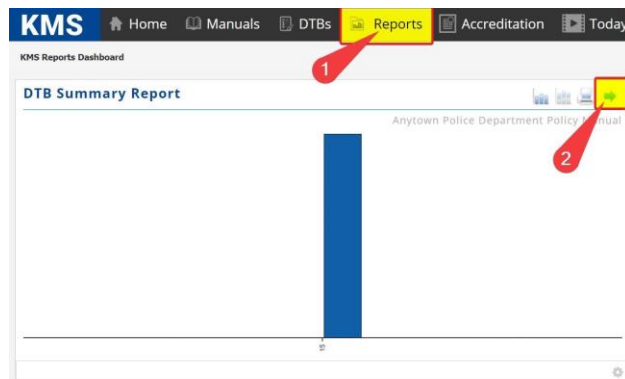 KMS Home Manuals DTBs Reports Accreditation Today
KMS Reports Dashboard
1
DTB Summary Report
Anytown Police Department Policy Manual
2
15